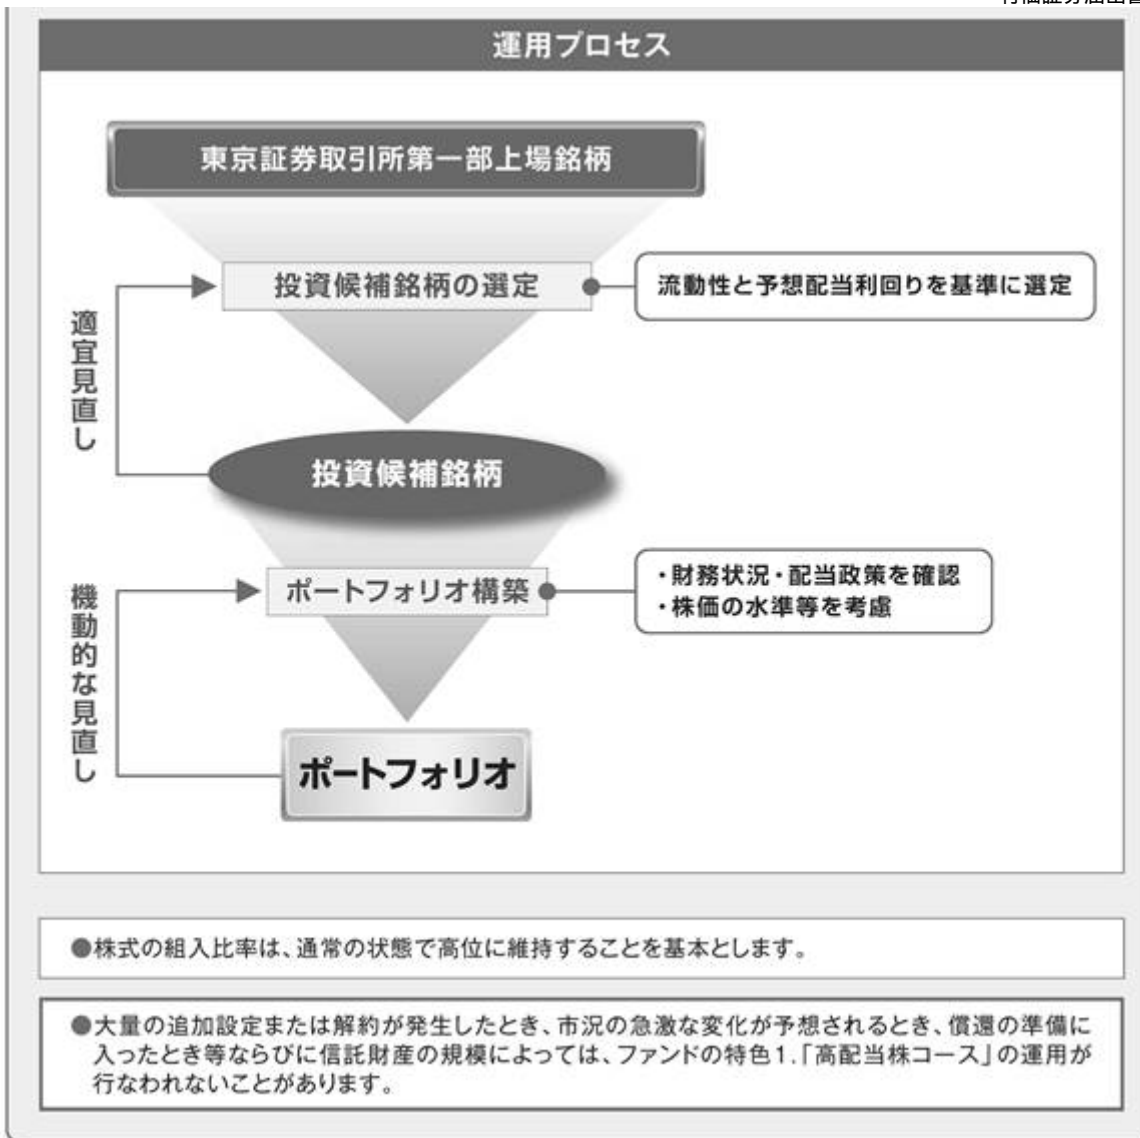 運用プロセス
東京証券取引所第一部上場銘柄
投資候補銘柄の選定
流動性と予想配当利回りを基準に選定
適宜見直し
投資候補銘柄
ポートフォリオ構築
・財務状況・配当政策を確認
・株価の水準等を考慮
機動的な見直し
ポートフォリオ
●株式の組入比率は、通常の状態で高位に維持することを基本とします。
●大量の追加設定または解約が発生したとき、市況の急激な変化が予想されるとき、償還の準備に
入ったとき等ならびに信託財産の規模によっては、ファンドの特色1.「高配当株コース」の運用が
行なわれないことがあります。